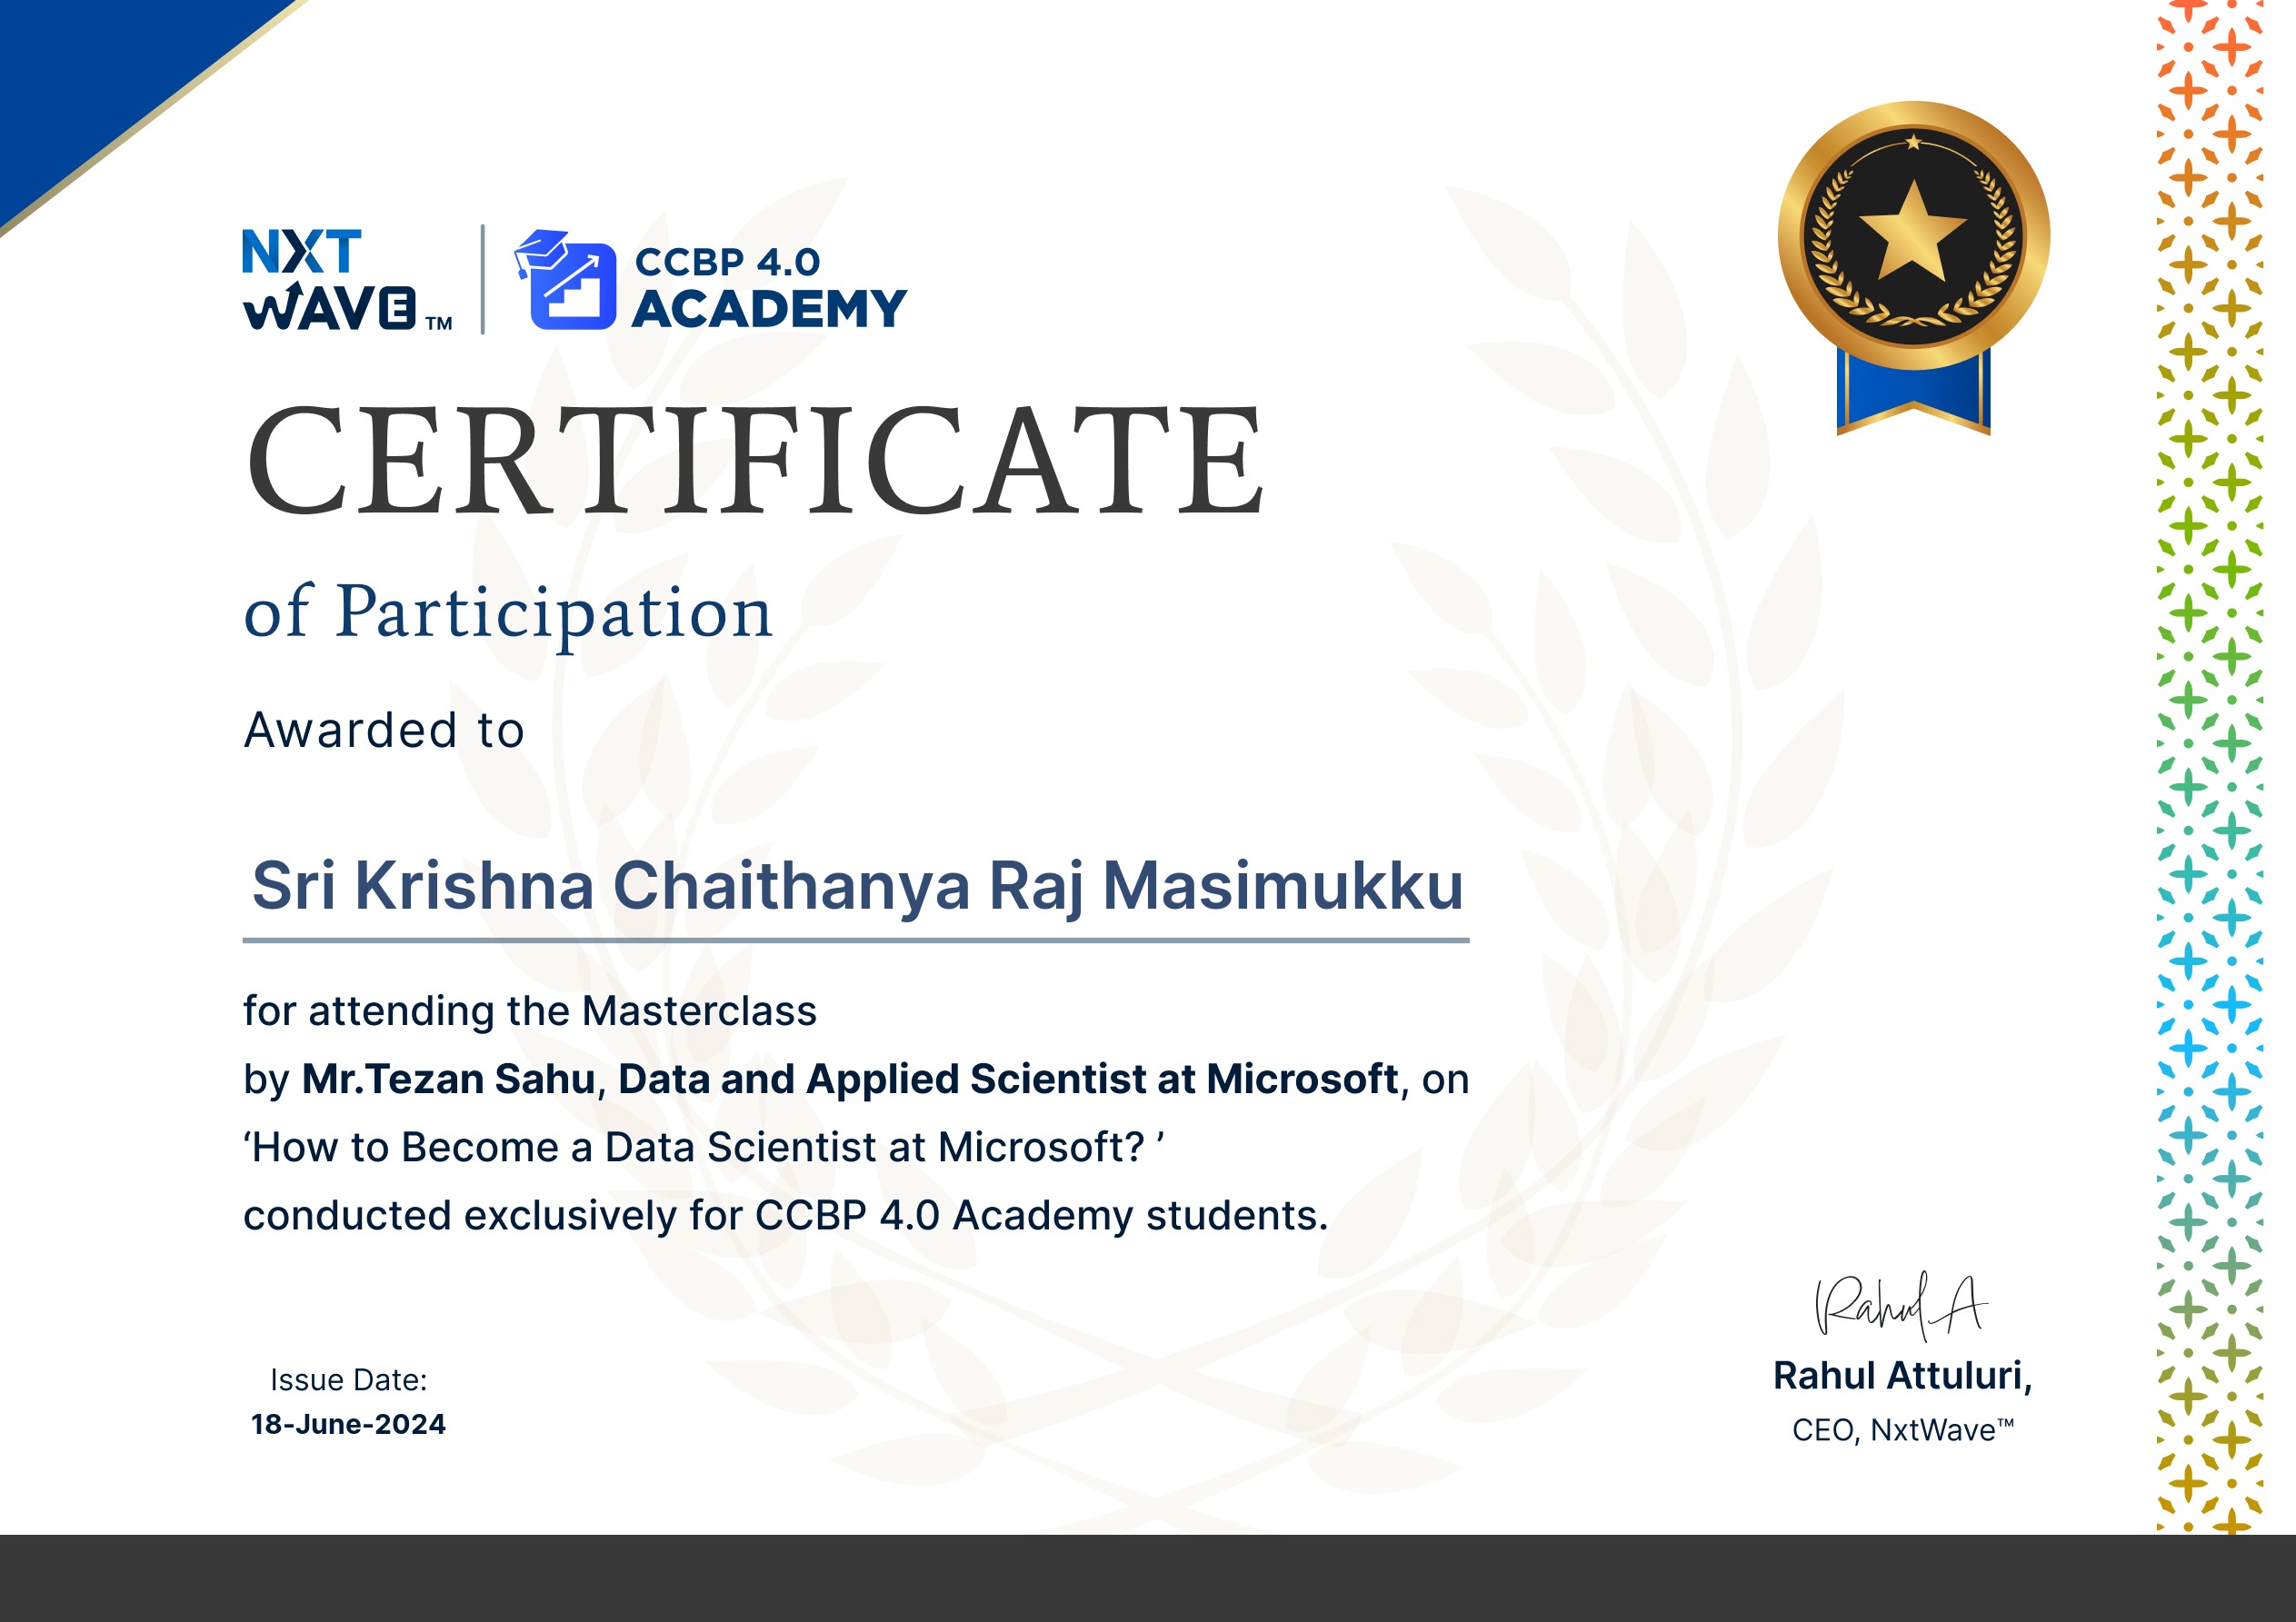 NXT
WAVE TM
CCBP 4.0
ACADEMY
CERTIFICATE
of Participation
Awarded to
Sri Krishna Chaithanya Raj Masimukku
for attending the Masterclass
by Mr.Tezan Sahu, Data and Applied Scientist at Microsoft, on
‘How to Become a Data Scientist at Microsoft? ’
conducted exclusively for CCBP 4.0 Academy students.
Issue Date:
18-June-2024
Rahul A
Rahul Attuluri,
CEO, NxtWave™